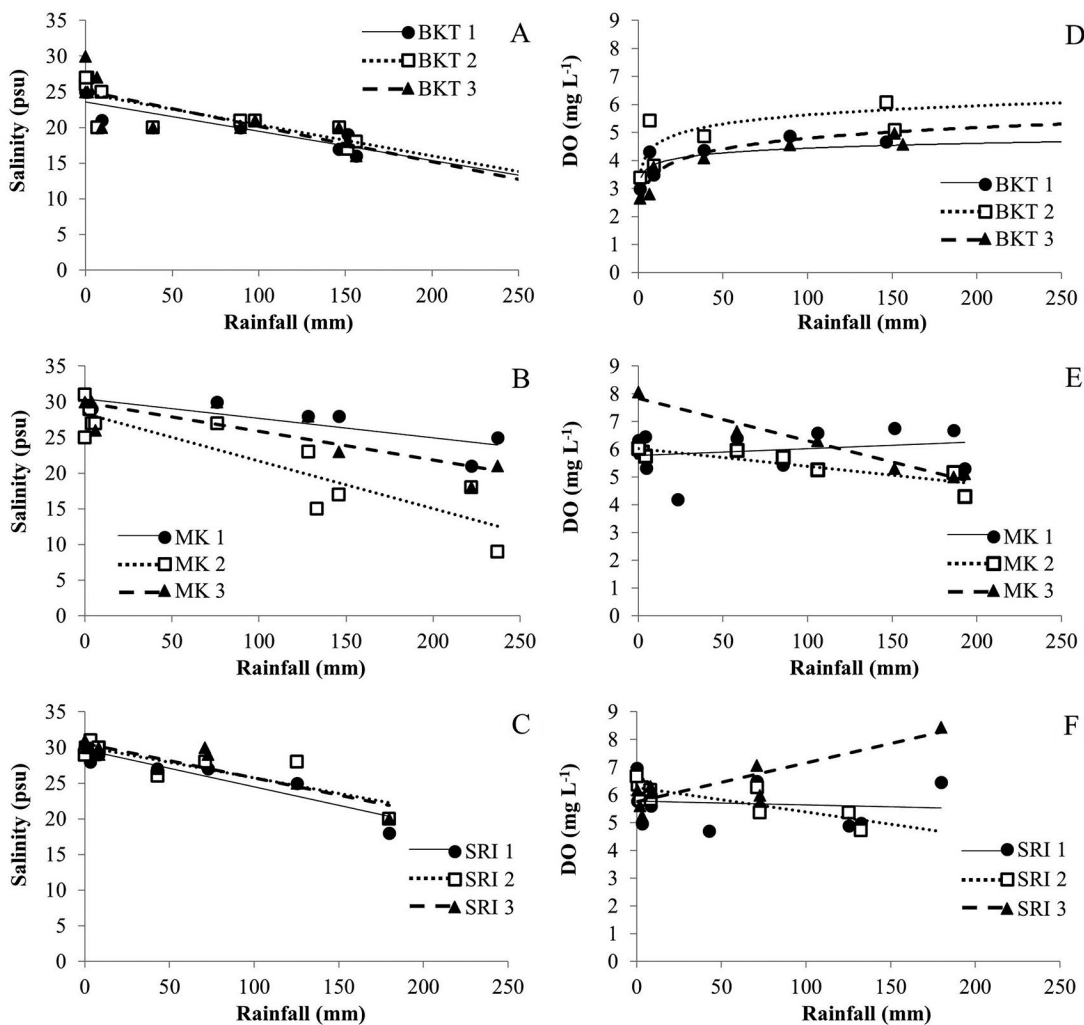 A
BKT 1
BKT 2
BKT 3
Salinity (psu)
35
30
25
20
15
10
5
0
0 50 100 150 200 250
Rainfall (mm)
D
DO (mg L-1)
9
8
7
6
5
4
3
2
1
0
BKT 1
BKT 2
BKT 3
0 50 100 150 200 250
Rainfall (mm)
B
Salinity (psu)
35
30
25
20
15
10
5
0
MK 1
MK 2
MK 3
0 50 100 150 200 250
Rainfall (mm)
E
DO (mg L-1)
9
8
7
6
5
4
3
2
1
0
MK 1
MK 2
MK 3
0 50 100 150 200 250
Rainfall (mm)
C
Salinity (psu)
35
30
25
20
15
10
5
0
SRI 1
SRI 2
SRI 3
0 50 100 150 200 250
Rainfall (mm)
F
DO (mg L-1)
9
8
7
6
5
4
3
2
1
0
SRI 1
SRI 2
SRI 3
0 50 100 150 200 250
Rainfall (mm)